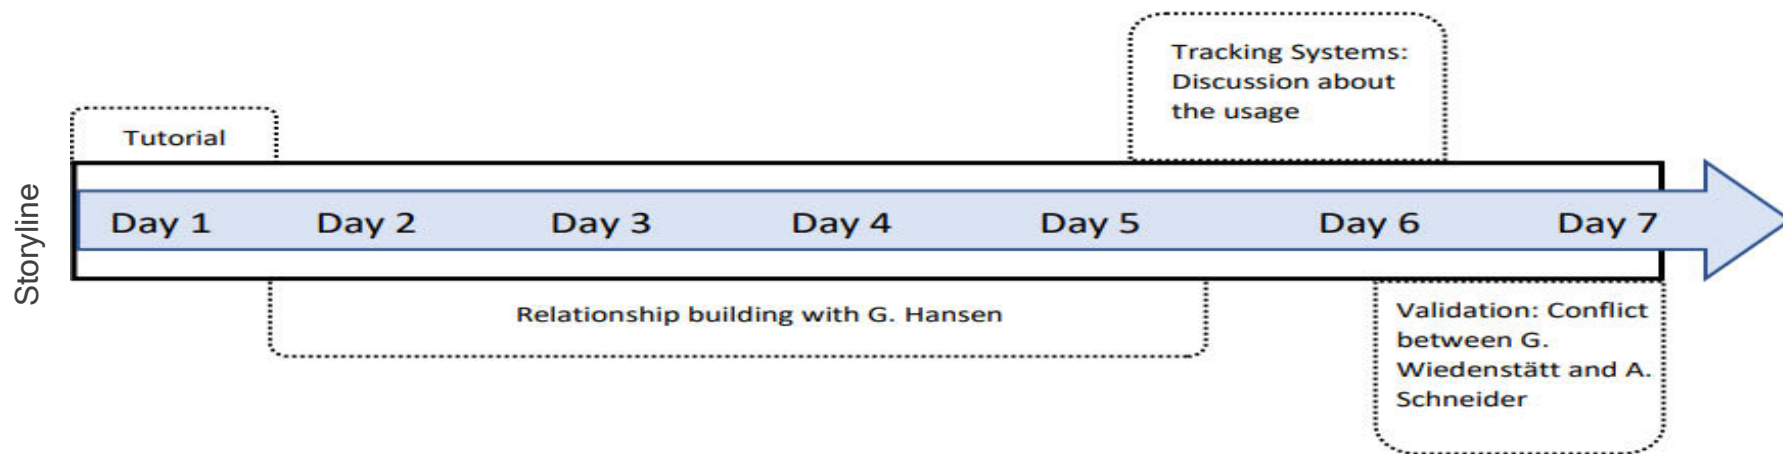 Tracking Systems:
Discussion about
the usage
Tutorial
Storyline
Day 1 Day 2 Day 3 Day 4 Day 5 Day 6 Day 7
Relationship building with G. Hansen
Validation: Conflict
between G.
Wiedenstätt and A.
Schneider